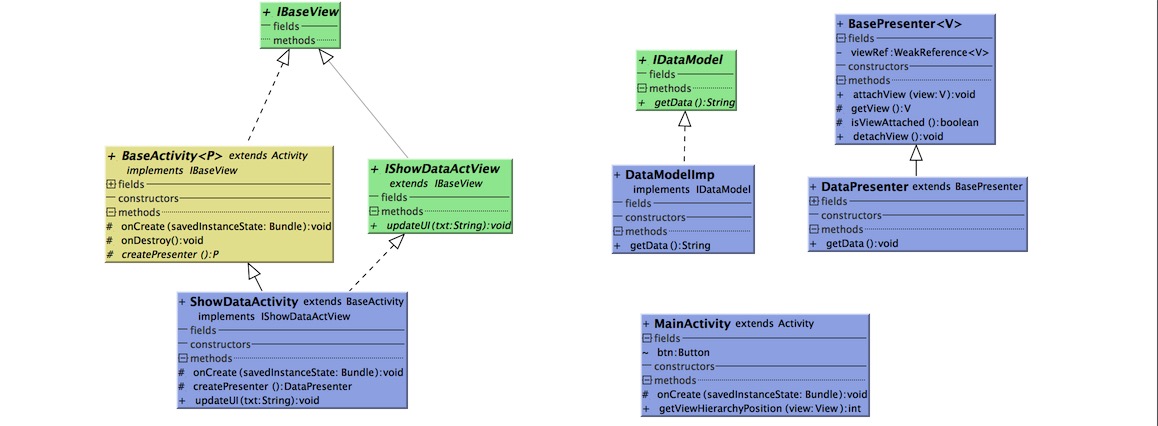 + IBaseView
fields
methods
+ BaseActivity<P> extends Activity
implements IBaseView
fields
constructors
methods
# onCreate (savedInstanceState: Bundle):void
# onDestroy():void
# createPresenter ():P
+ IShowDataActView
extends IBaseView
fields
methods
+ updateUI(txt:String):void
+ ShowDataActivity extends BaseActivity
implements IShowDataActView
fields
constructors
methods
# onCreate (savedInstanceState: Bundle):void
# createPresenter ():DataPresenter
+ updateUI(txt:String):void
+ IDataModel
fields
methods
+ getData ():String
+ DataModelImp
implements IDataModel
fields
constructors
methods
+ getData ():String
+ BasePresenter<V>
fields
- viewRef:WeakReference<V>
constructors
methods
+ attachView (view:V):void
# getView ():V
# isViewAttached ():boolean
+ detachView ():void
+ DataPresenter extends BasePresenter
fields
constructors
methods
+ getData ():void
+ MainActivity extends Activity
fields
~ btn:Button
constructors
methods
# onCreate (savedInstanceState: Bundle):void
+ getViewHierarchyPosition (view:View):int